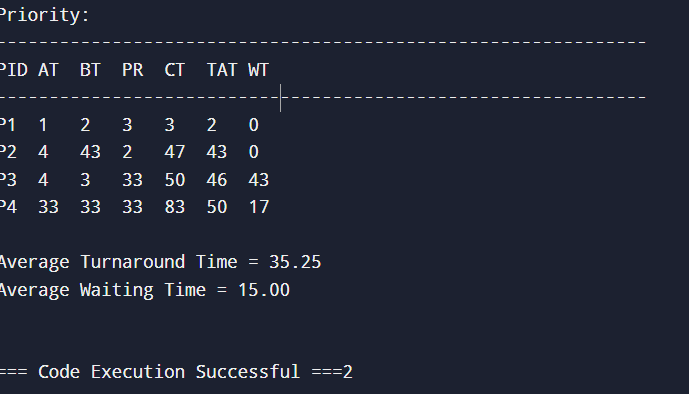 Priority:
--------------------------------------------------------------
PID AT  BT  PR  CT  TAT WT
--------------------------------------------------------------
P1  1   2   3   3   2   0
P2  4   43  2   47  43  0
P3  4   3   33  50  46  43
P4  33  33  33  83  50  17
Average Turnaround Time = 35.25
Average Waiting Time = 15.00
=== Code Execution Successful ===2